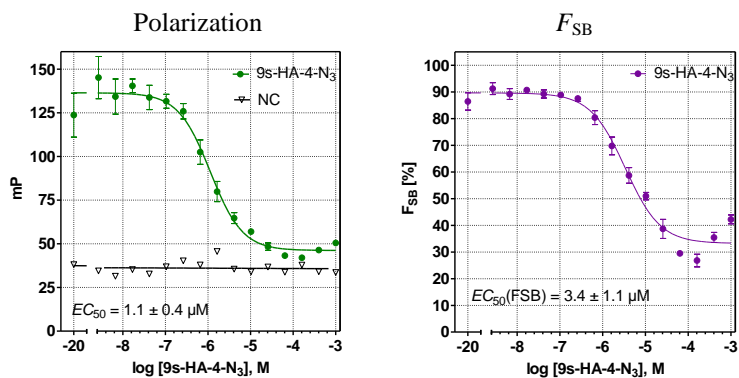 Polarization
F_SB
mP
150
125
100
75
50
25
0
9s-HA-4-N₃
NC
EC₅₀ = 1.1 ± 0.4 µM
-20 -8 -7 -6 -5 -4 -3
log [9s-HA-4-N₃], M
F_SB [%]
100
90
80
70
60
50
40
30
20
10
0
9s-HA-4-N₃
EC₅₀(FSB) = 3.4 ± 1.1 µM
-20 -8 -7 -6 -5 -4 -3
log [9s-HA-4-N₃], M